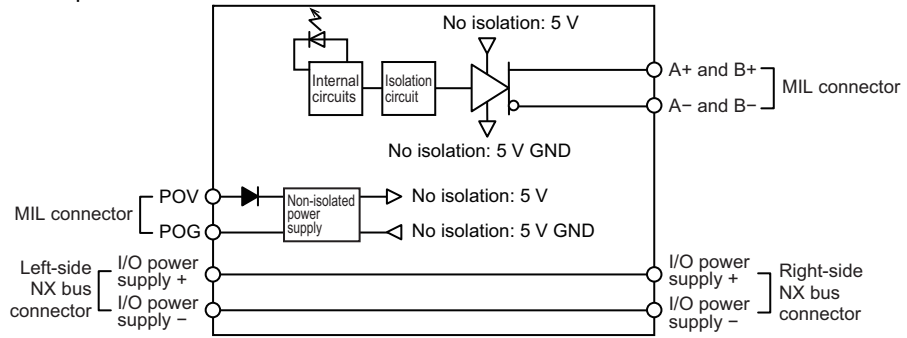 No isolation: 5 V
Internal
circuits
Isolation
circuit
A+ and B+
A− and B−
MIL connector
No isolation: 5 V GND
MIL connector
POV
POG
Non-isolated
power
supply
No isolation: 5 V
No isolation: 5 V GND
Left-side
NX bus
connector
I/O power
supply +
I/O power
supply −
I/O power
supply +
I/O power
supply −
Right-side
NX bus
connector